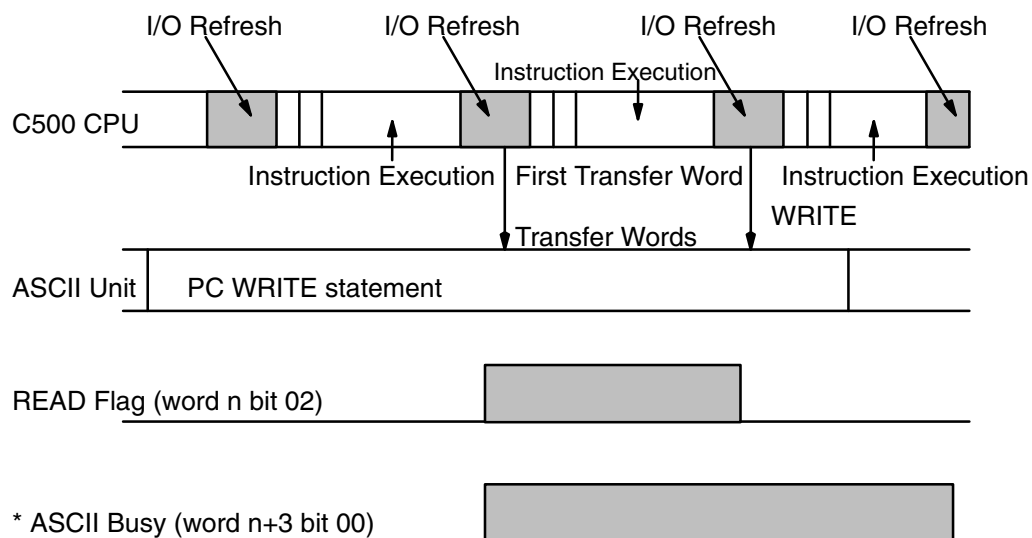 I/O Refresh I/O Refresh I/O Refresh I/O Refresh
Instruction Execution
C500 CPU
Instruction Execution First Transfer Word Instruction Execution
WRITE
Transfer Words
ASCII Unit PC WRITE statement
READ Flag (word n bit 02)
* ASCII Busy (word n+3 bit 00)